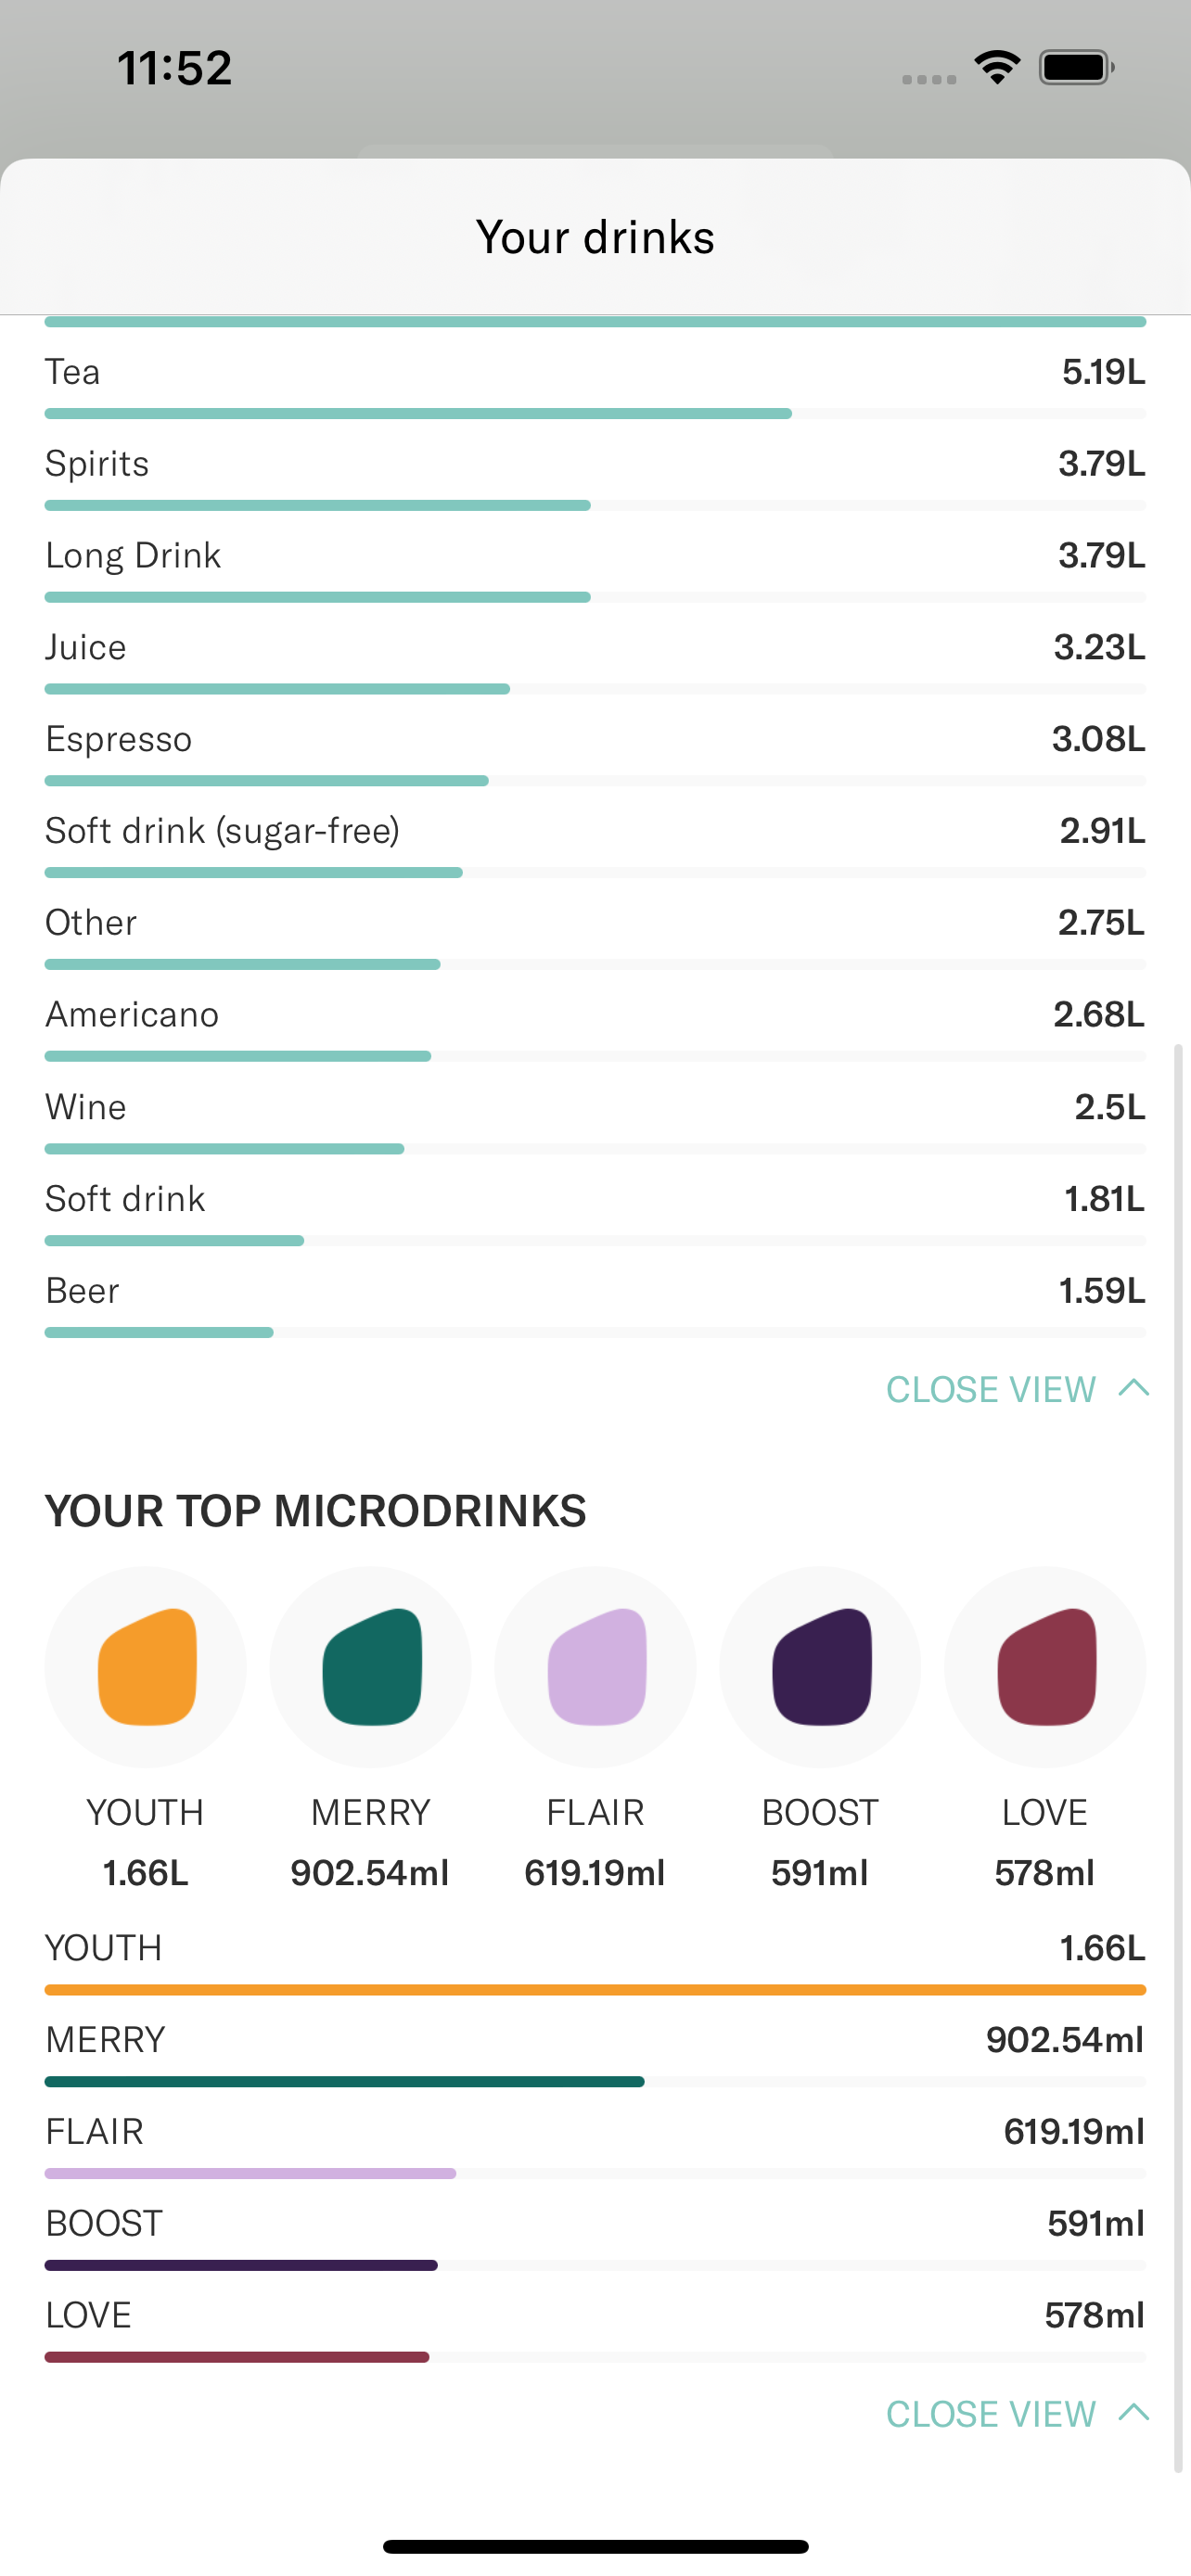 11:52
Your drinks
Tea 5.19L
Spirits 3.79L
Long Drink 3.79L
Juice 3.23L
Espresso 3.08L
Soft drink (sugar-free) 2.91L
Other 2.75L
Americano 2.68L
Wine 2.5L
Soft drink 1.81L
Beer 1.59L
CLOSE VIEW
YOUR TOP MICRODRINKS
YOUTH MERRY FLAIR BOOST LOVE
1.66L 902.54ml 619.19ml 591ml 578ml
YOUTH 1.66L
MERRY 902.54ml
FLAIR 619.19ml
BOOST 591ml
LOVE 578ml
CLOSE VIEW